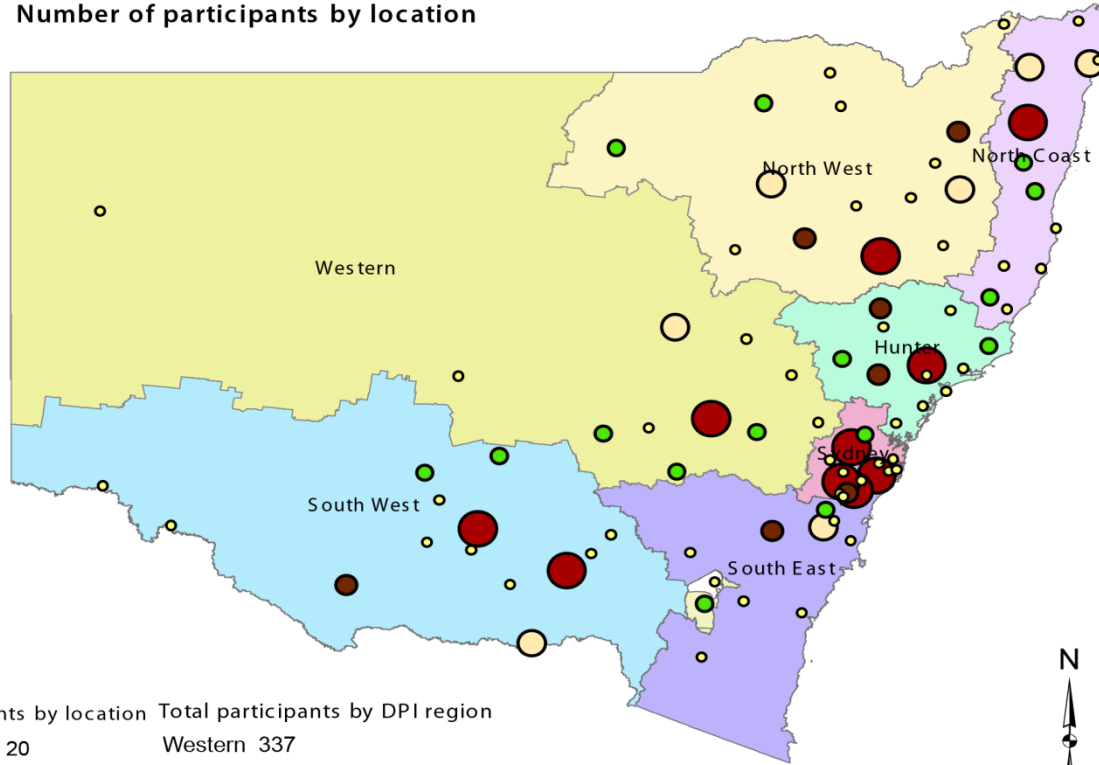 Number of participants by location
North Coast
North West
Western
Hunter
Sydney
South West
South East
N
by location Total participants by DPI region
20 Western 337